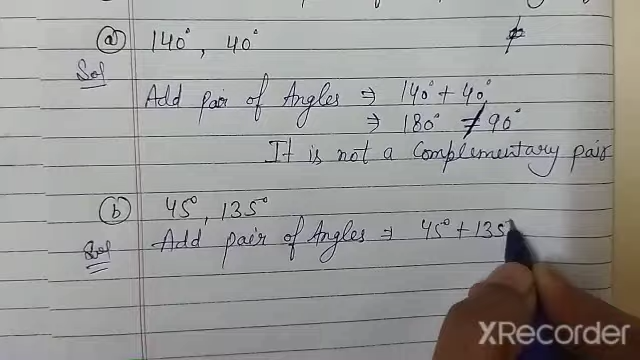 (a) 140°, 40°
Sol
Add pair of Angles ⇒ 140° + 40°
⇒ 180° ≠ 90°
It is not a Complementary pair
(b) 45°, 135°
Sol
Add pair of Angles ⇒ 45° + 135°
XRecorder